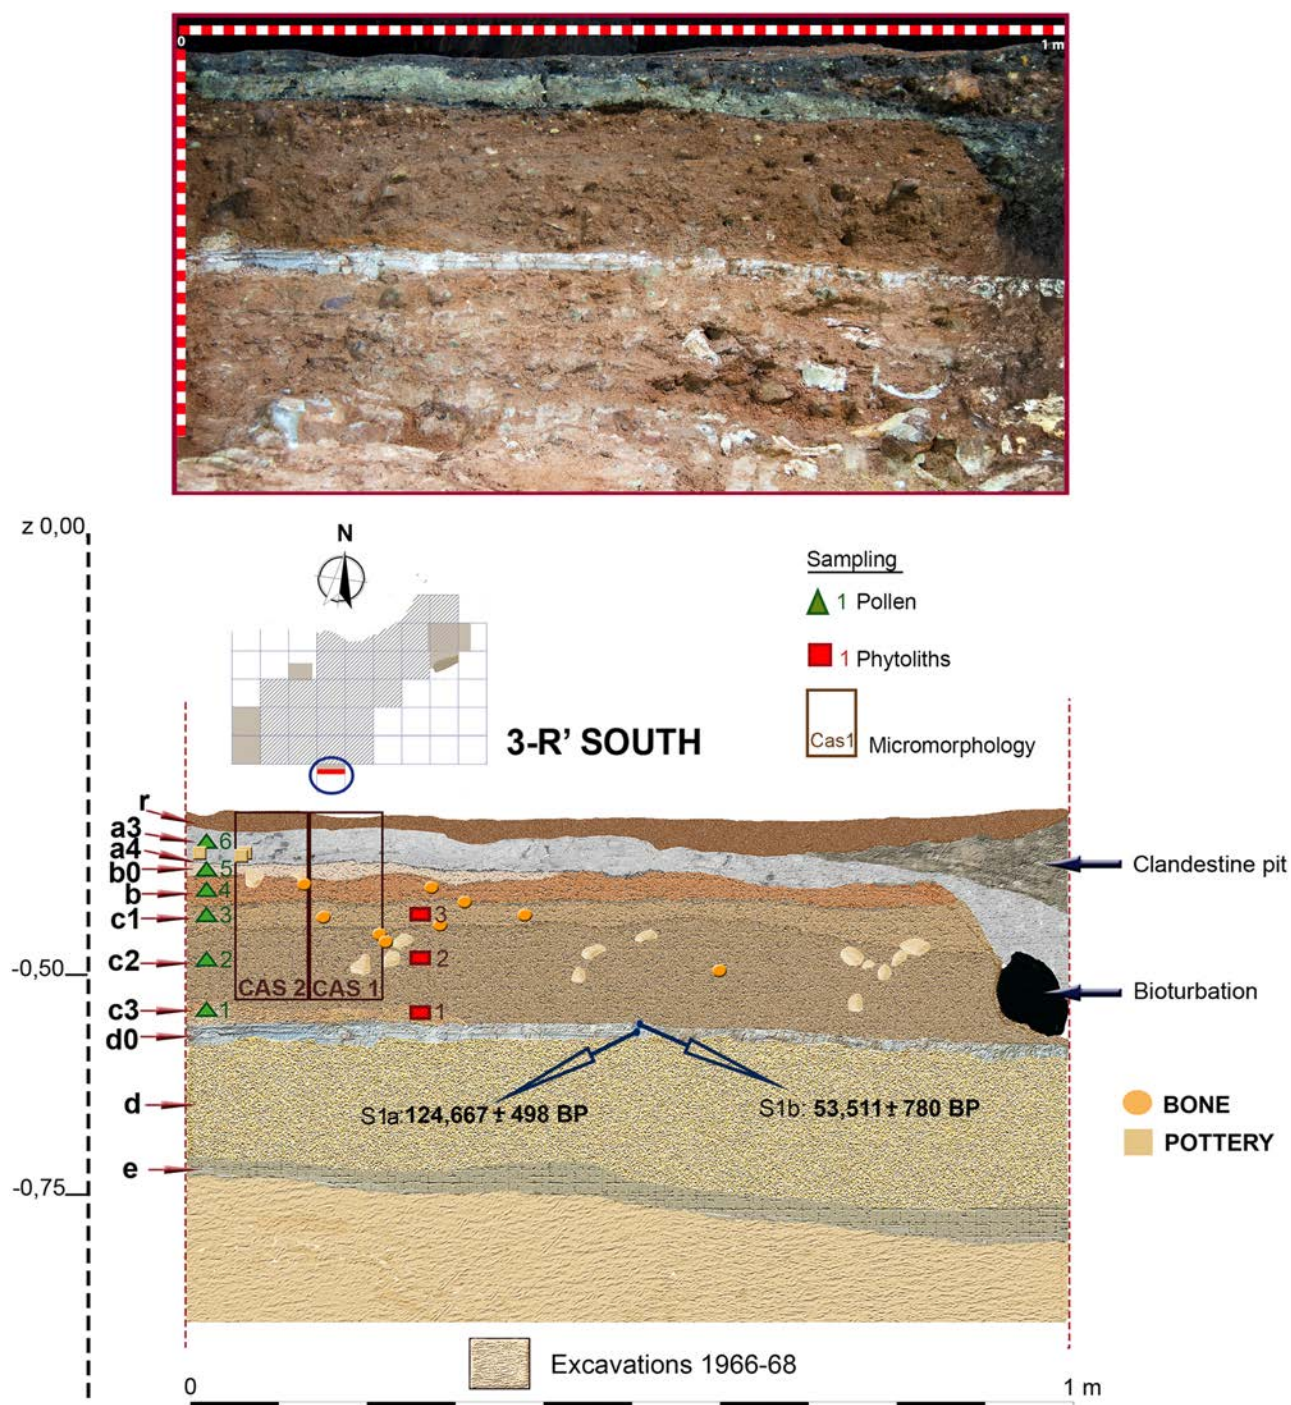 0
1 m
z 0,00
N
Sampling
1 Pollen
1 Phytoliths
Cas1 Micromorphology
3-R' SOUTH
r
a3
a4
b0
b
c1
c2
c3
d0
d
e
6
5
4
3
2
1
3
2
1
CAS 2 CAS 1
-0,50
-0,75
Clandestine pit
Bioturbation
S1a:124,667 ± 498 BP
S1b: 53,511 ± 780 BP
BONE
POTTERY
Excavations 1966-68
0
1 m